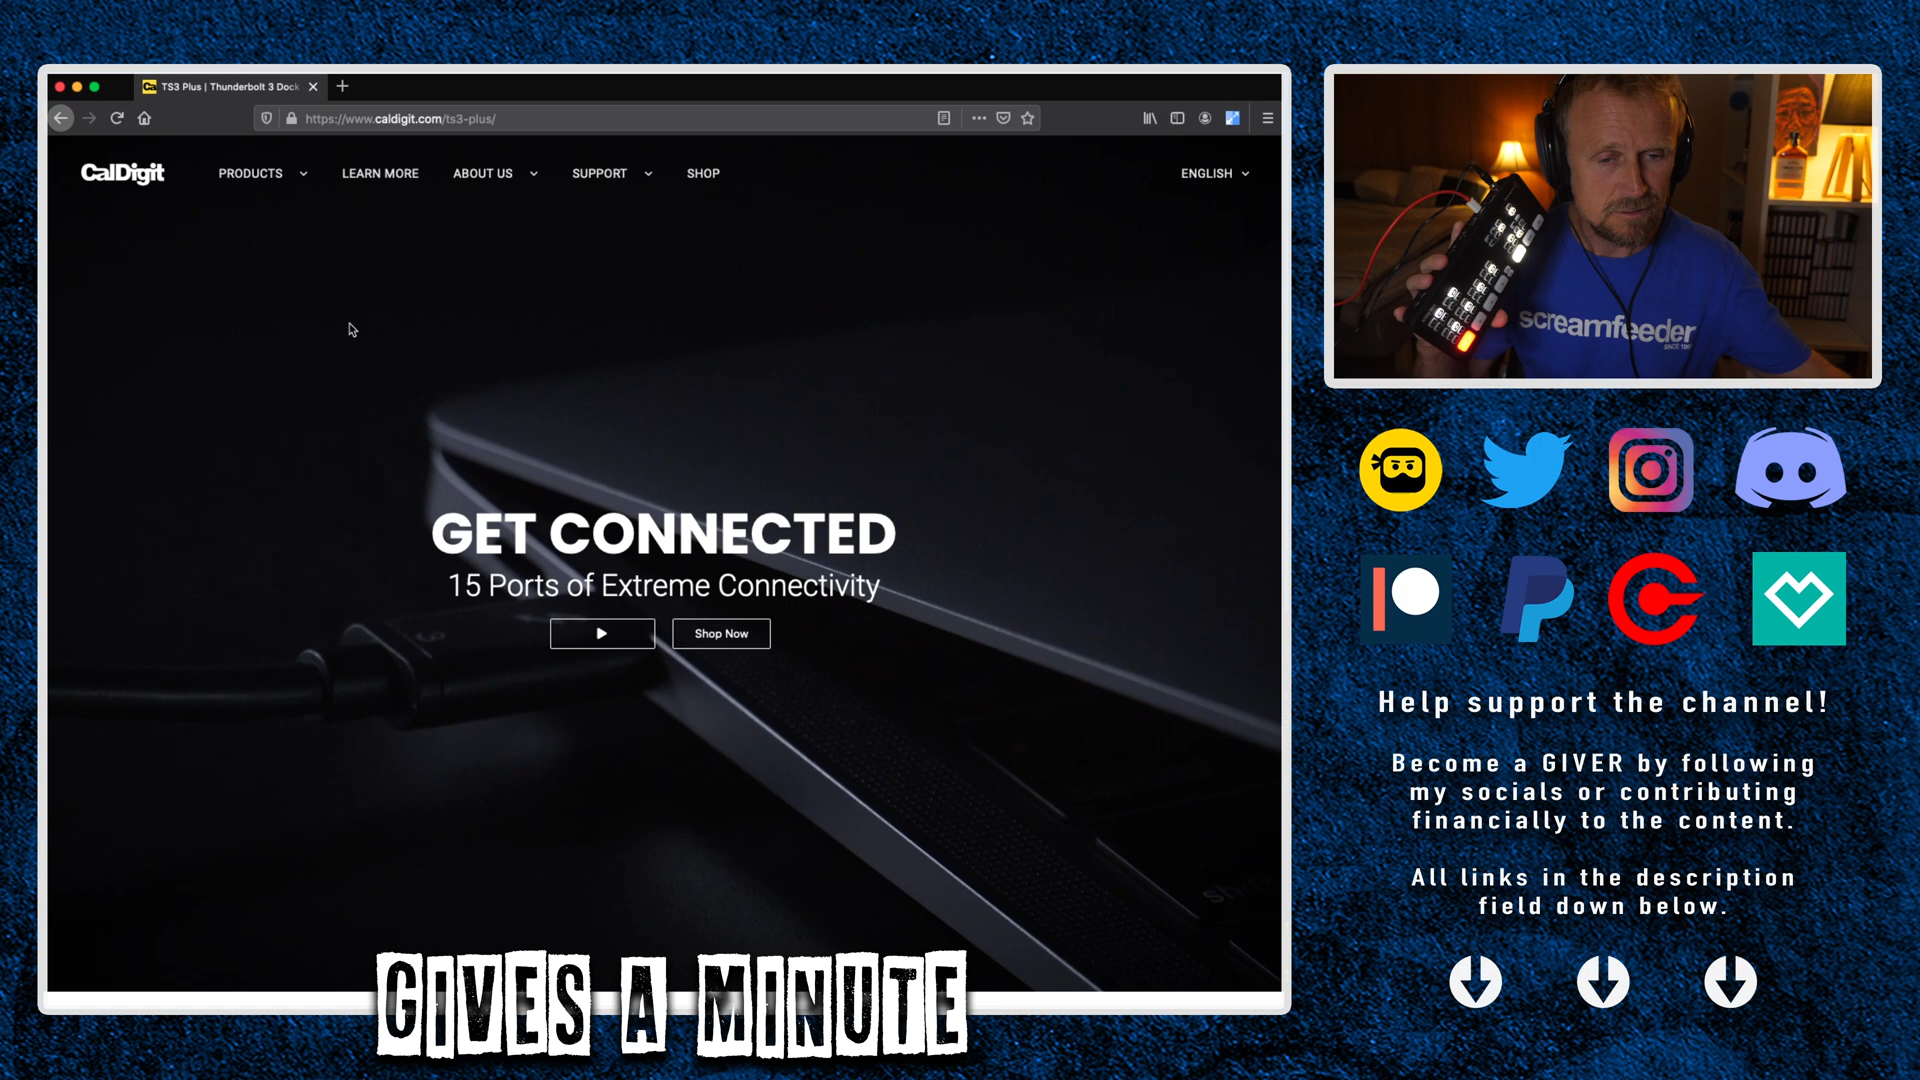 TS3 Plus | Thunderbolt 3 Dock
https://www.caldigit.com/ts3-plus/
CalDigit
PRODUCTS
LEARN MORE
ABOUT US
SUPPORT
SHOP
ENGLISH
GET CONNECTED
15 Ports of Extreme Connectivity
Shop Now
screamfeeder
Help support the channel!
Become a GIVER by following
my socials or contributing
financially to the content.
All links in the description
field down below.
GIVES A MINUTE